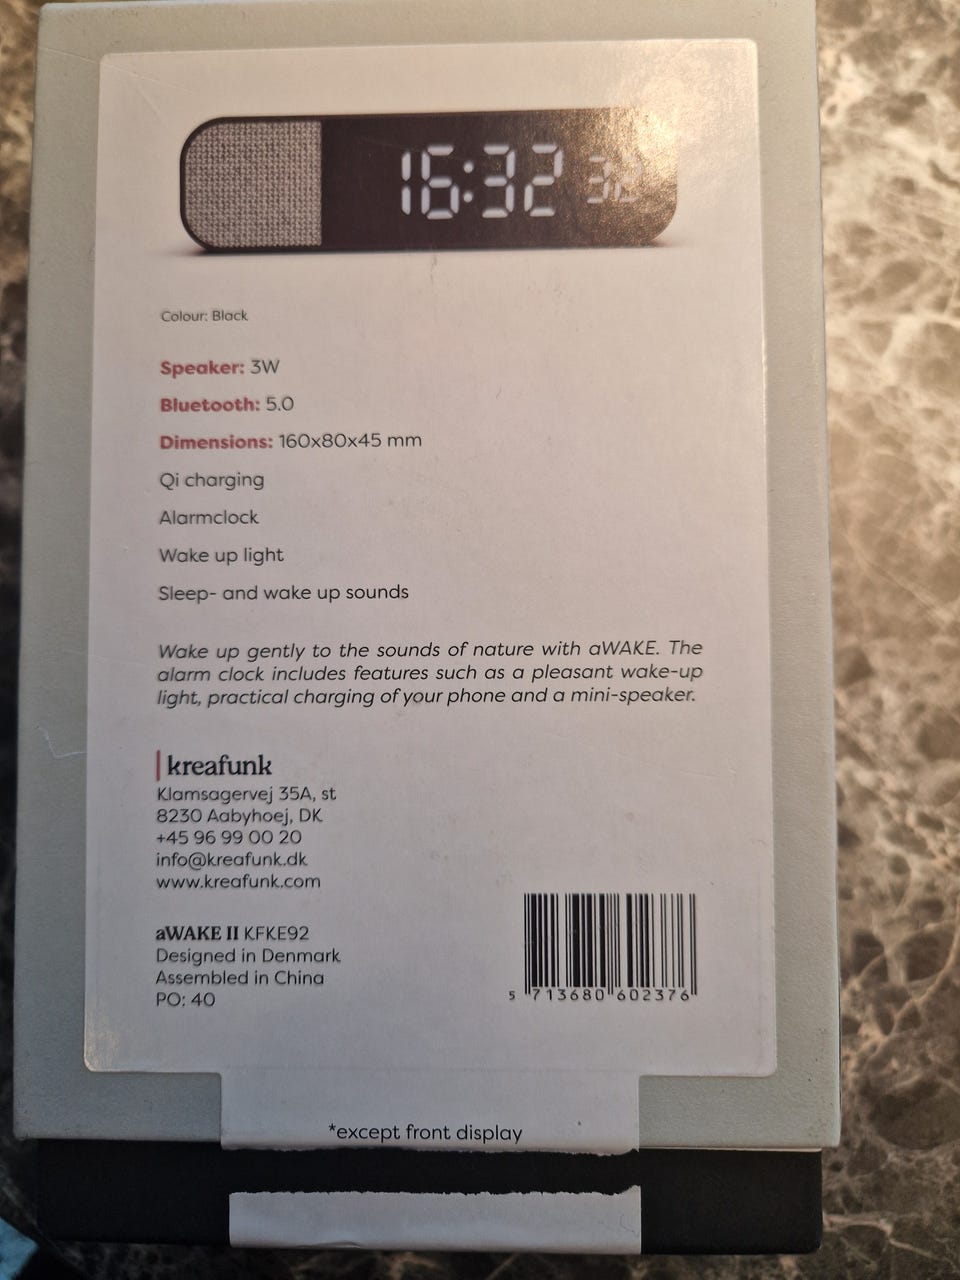 16:32 32
Colour: Black
Speaker: 3W
Bluetooth: 5.0
Dimensions: 160x80x45 mm
Qi charging
Alarmclock
Wake up light
Sleep- and wake up sounds
Wake up gently to the sounds of nature with aWAKE. The
alarm clock includes features such as a pleasant wake-up
light, practical charging of your phone and a mini-speaker.
kreafunk
Klamsagervej 35A, st
8230 Aabyhoej, DK
+45 96 99 00 20
info@kreafunk.dk
www.kreafunk.com
aWAKE II KFKE92
Designed in Denmark
Assembled in China
PO: 40
5 713680 602376
*except front display